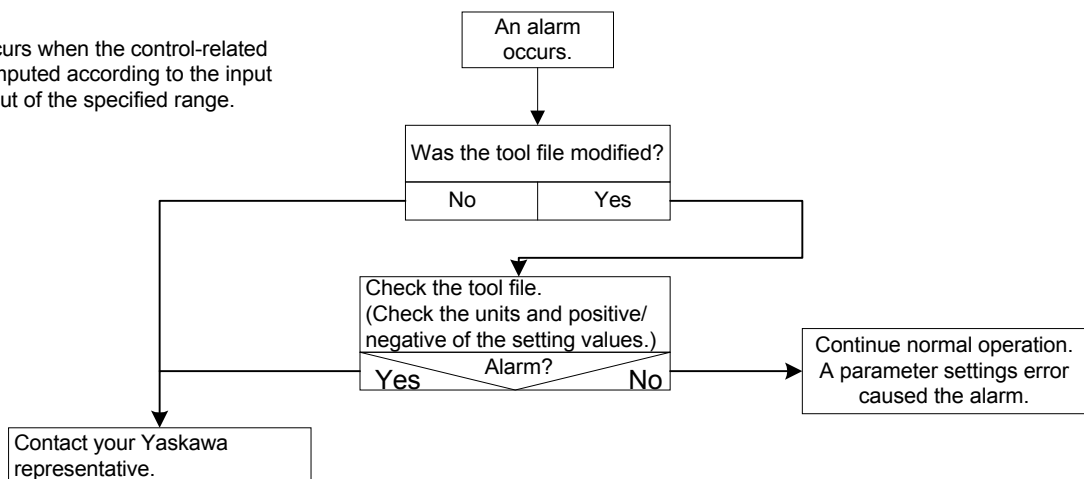 An alarm
occurs.
curs when the control-related
nputed according to the input
ut of the specified range.
Was the tool file modified?
No Yes
Check the tool file.
(Check the units and positive/
negative of the setting values.)
Alarm?
Yes No
Continue normal operation.
A parameter settings error
caused the alarm.
Contact your Yaskawa
representative.